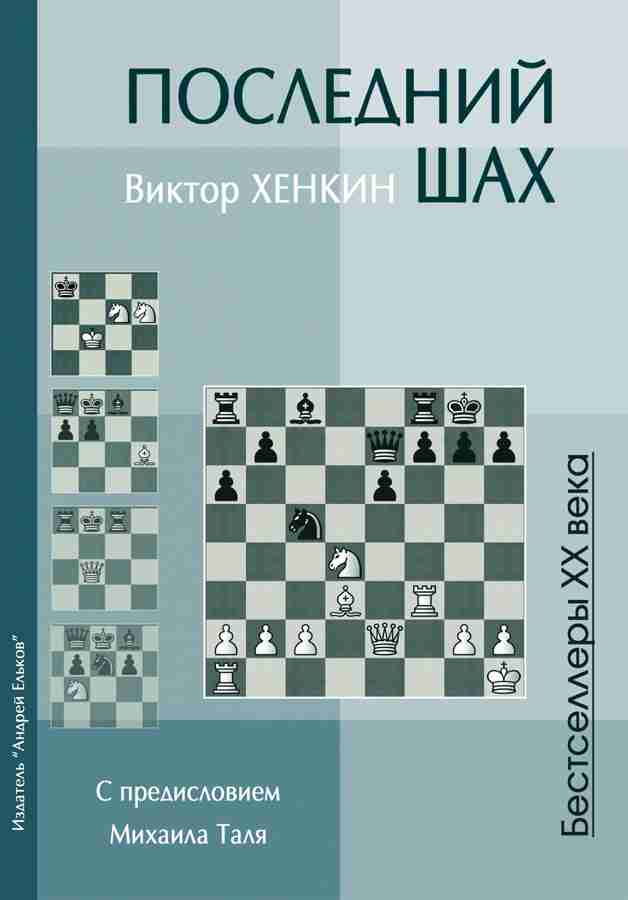 ПОСЛЕДНИЙ
Виктор ХЕНКИН ШАХ
Бестселлеры XX века
Издатель "Андрей Ельков"
С предисловием
Михаила Таля